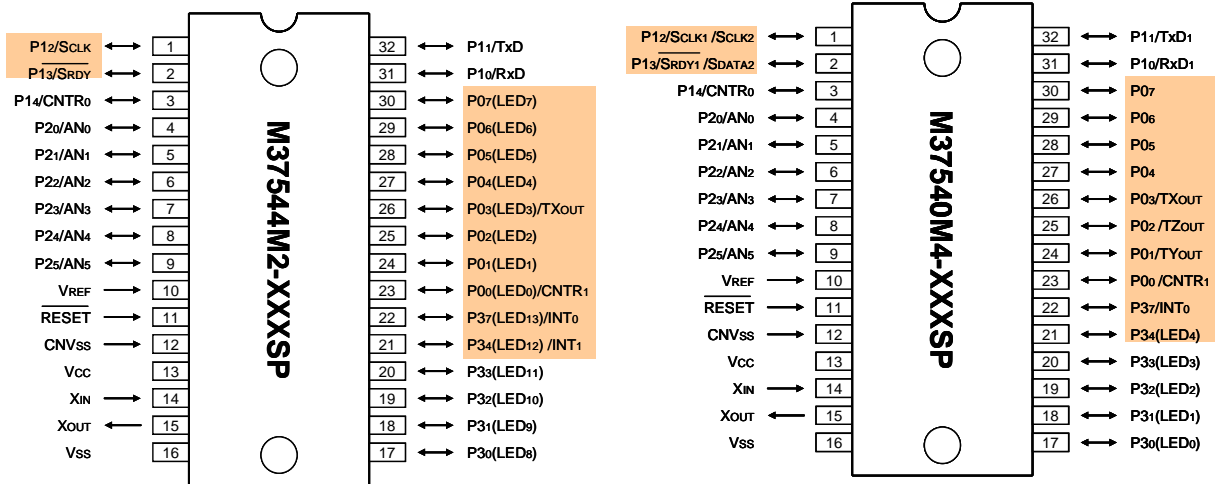 P12/SCLK 1 32 P11/TxD
P13/SRDY 2 31 P10/RxD
P14/CNTR0 3 30 P07(LED7)
P20/AN0 4 29 P06(LED6)
P21/AN1 5 28 P05(LED5)
P22/AN2 6 27 P04(LED4)
P23/AN3 7 26 P03(LED3)/TXOUT
P24/AN4 8 25 P02(LED2)
P25/AN5 9 24 P01(LED1)
VREF 10 23 P00(LED0)/CNTR1
RESET 11 22 P37(LED13)/INT0
CNVSS 12 21 P34(LED12) /INT1
VCC 13 20 P33(LED11)
XIN 14 19 P32(LED10)
XOUT 15 18 P31(LED9)
VSS 16 17 P30(LED8)
M37544M2-XXXSP
P12/SCLK1 /SCLK2 1 32 P11/TxD1
P13/SRDY1 /SDATA2 2 31 P10/RxD1
P14/CNTR0 3 30 P07
P20/AN0 4 29 P06
P21/AN1 5 28 P05
P22/AN2 6 27 P04
P23/AN3 7 26 P03/TXOUT
P24/AN4 8 25 P02 /TZOUT
P25/AN5 9 24 P01/TYOUT
VREF 10 23 P00 /CNTR1
RESET 11 22 P37/INT0
CNVSS 12 21 P34(LED4)
VCC 13 20 P33(LED3)
XIN 14 19 P32(LED2)
XOUT 15 18 P31(LED1)
VSS 16 17 P30(LED0)
M37540M4-XXXSP